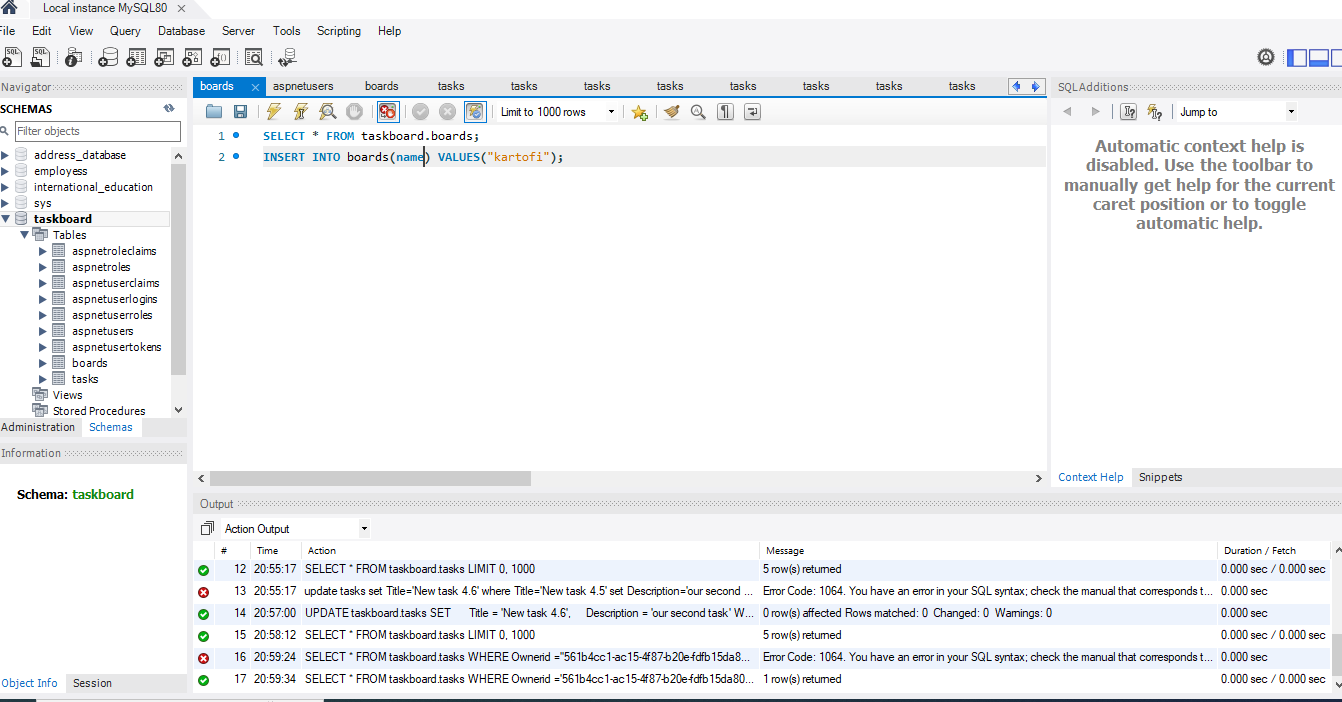 Local instance MySQL80
File Edit View Query Database Server Tools Scripting Help
Navigator
SCHEMAS
Filter objects
address_database
employess
international_education
sys
taskboard
Tables
aspnetroleclaims
aspnetroles
aspnetuserclaims
aspnetuserlogins
aspnetuserroles
aspnetusers
aspnetusertokens
boards
tasks
Views
Stored Procedures
Administration Schemas
Information
Schema: taskboard
Object Info Session
boards aspnetusers boards tasks tasks tasks tasks tasks tasks tasks tasks
Limit to 1000 rows
1 SELECT * FROM taskboard.boards;
2 INSERT INTO boards(name) VALUES("kartofi");
SQLAdditions
Jump to
Automatic context help is
disabled. Use the toolbar to
manually get help for the current
caret position or to toggle
automatic help.
Context Help Snippets
Output
Action Output
# Time Action Message Duration / Fetch
12 20:55:17 SELECT * FROM taskboard.tasks LIMIT 0, 1000 5 row(s) returned 0.000 sec / 0.000 sec
13 20:55:17 update tasks set Title='New task 4.6' where Title='New task 4.5' set Description='our second ... Error Code: 1064. You have an error in your SQL syntax; check the manual that corresponds t... 0.000 sec
14 20:57:00 UPDATE taskboard.tasks SET Title = 'New task 4.6', Description = 'our second task' W... 0 row(s) affected Rows matched: 0 Changed: 0 Warnings: 0 0.000 sec
15 20:58:12 SELECT * FROM taskboard.tasks LIMIT 0, 1000 5 row(s) returned 0.000 sec / 0.000 sec
16 20:59:24 SELECT * FROM taskboard.tasks WHERE Ownerid ="561b4cc1-ac15-4f87-b20e-fdfb15da8... Error Code: 1064. You have an error in your SQL syntax; check the manual that corresponds t... 0.000 sec
17 20:59:34 SELECT * FROM taskboard.tasks WHERE Ownerid ='561b4cc1-ac15-4f87-b20e-fdfb15da80... 1 row(s) returned 0.000 sec / 0.000 sec